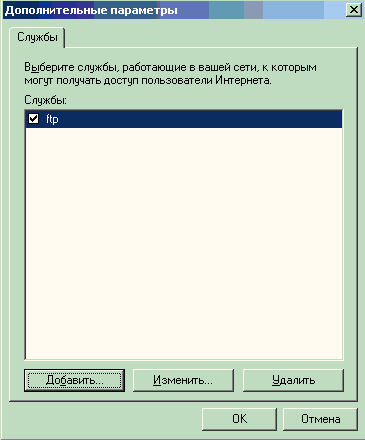 Дополнительные параметры
Службы
Выберите службы, работающие в вашей сети, к которым
могут получать доступ пользователи Интернета.
Службы:
ftp
Добавить...
Изменить...
Удалить
OK
Отмена